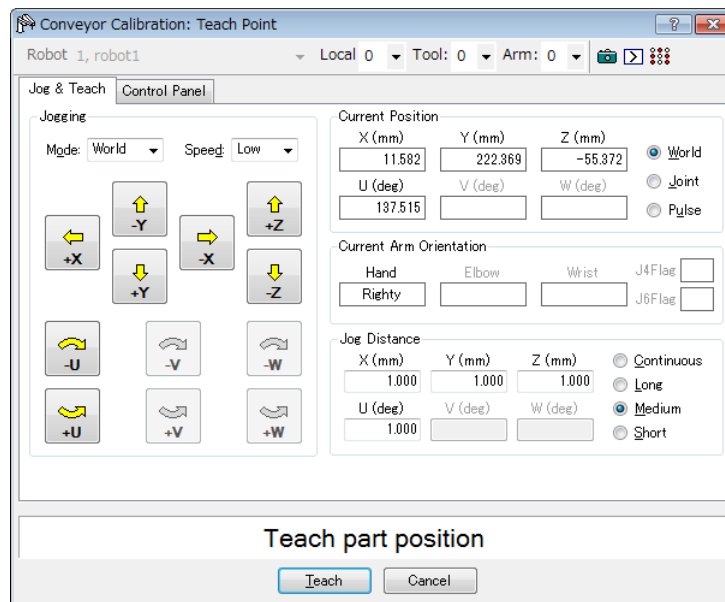 Conveyor Calibration: Teach Point
Robot 1, robot1 Local 0 Tool: 0 Arm: 0
Jog & Teach Control Panel
Jogging
Mode: World Speed: Low
-Y
+Z
+X
-X
+Y
-Z
-U -V -W
+U +V +W
Current Position
X (mm) Y (mm) Z (mm)
11.582 222.369 -55.372
World
U (deg) V (deg) W (deg)
Joint
137.515
Pulse
Current Arm Orientation
Hand Elbow Wrist J4Flag
Righty
J6Flag
Jog Distance
X (mm) Y (mm) Z (mm) Continuous
1.000 1.000 1.000
Long
U (deg) V (deg) W (deg) Medium
1.000
Short
Teach part position
Teach Cancel